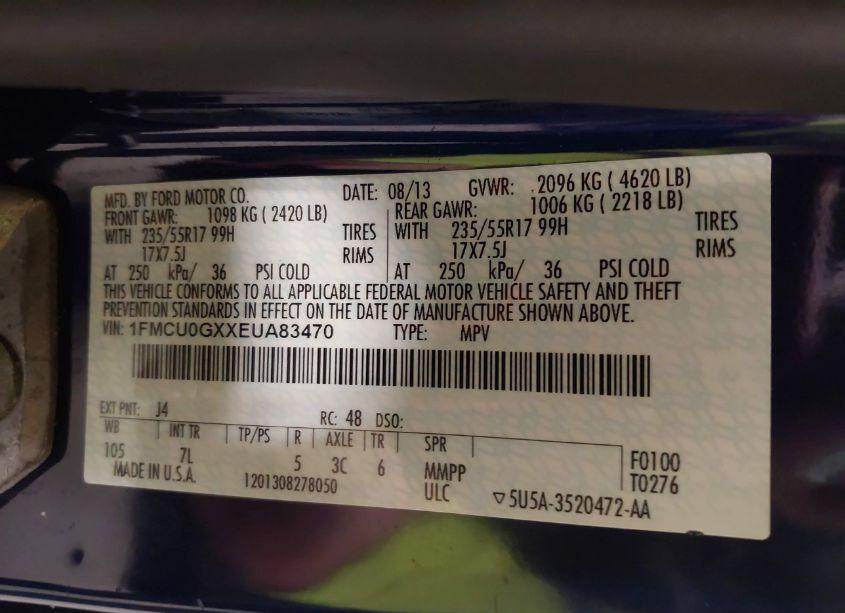 MFD. BY FORD MOTOR CO. DATE: 08/13 GVWR: 2096 KG ( 4620 LB)
FRONT GAWR: 1098 KG ( 2420 LB) REAR GAWR: 1006 KG ( 2218 LB)
WITH 235/55R17 99H TIRES WITH 235/55R17 99H TIRES
17X7.5J RIMS 17X7.5J RIMS
AT 250 kPa/ 36 PSI COLD AT 250 kPa/ 36 PSI COLD
THIS VEHICLE CONFORMS TO ALL APPLICABLE FEDERAL MOTOR VEHICLE SAFETY AND THEFT
PREVENTION STANDARDS IN EFFECT ON THE DATE OF MANUFACTURE SHOWN ABOVE.
VIN: 1FMCU0GXXEUA83470 TYPE: MPV
EXT PNT: J4 RC: 48 DSO:
WB INT TR TP/PS R AXLE TR SPR
105 7L 5 3C 6 MMPP F0100
MADE IN U.S.A. 1201308278050 ULC T0276
▽5U5A-3520472-AA